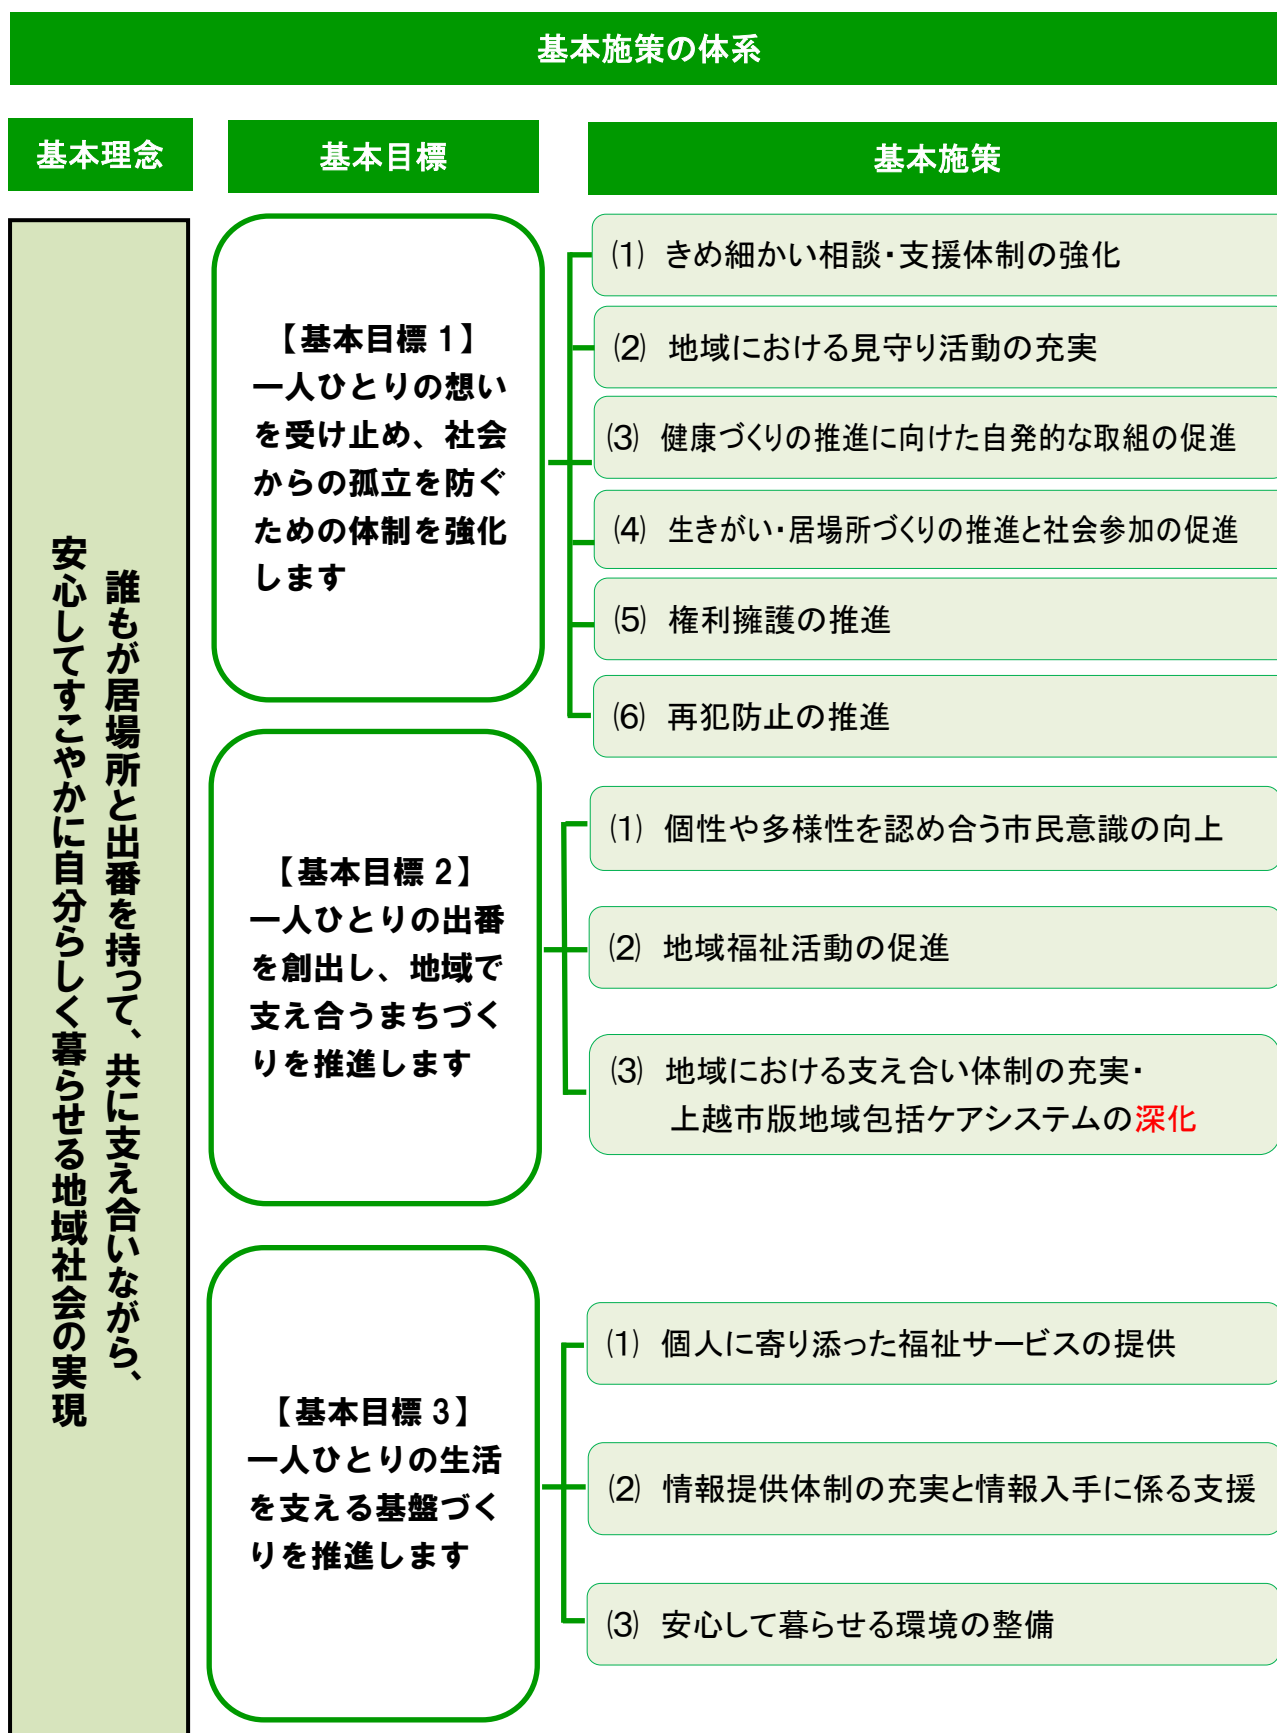 基本施策の体系
基本理念
基本目標
基本施策
誰もが居場所と出番を持って、共に支え合いながら、
安心してすこやかに自分らしく暮らせる地域社会の実現
【基本目標 1】
一人ひとりの想い
を受け止め、社会
からの孤立を防ぐ
ための体制を強化
します
⑴ きめ細かい相談・支援体制の強化
⑵ 地域における見守り活動の充実
⑶ 健康づくりの推進に向けた自発的な取組の促進
⑷ 生きがい・居場所づくりの推進と社会参加の促進
⑸ 権利擁護の推進
⑹ 再犯防止の推進
【基本目標 2】
一人ひとりの出番
を創出し、地域で
支え合うまちづく
りを推進します
⑴ 個性や多様性を認め合う市民意識の向上
⑵ 地域福祉活動の促進
⑶ 地域における支え合い体制の充実・
上越市版地域包括ケアシステムの深化
【基本目標 3】
一人ひとりの生活
を支える基盤づく
りを推進します
⑴ 個人に寄り添った福祉サービスの提供
⑵ 情報提供体制の充実と情報入手に係る支援
⑶ 安心して暮らせる環境の整備